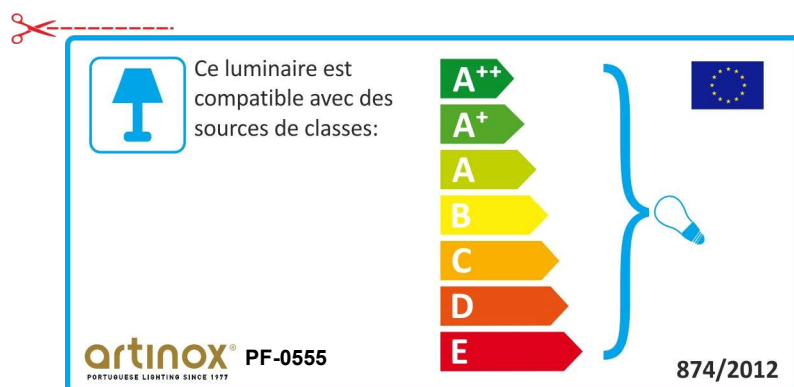 Ce luminaire est
compatible avec des
sources de classes:
A++
A+
A
B
C
D
E
artinox® PF-0555
PORTUGUESE LIGHTING SINCE 1977
874/2012